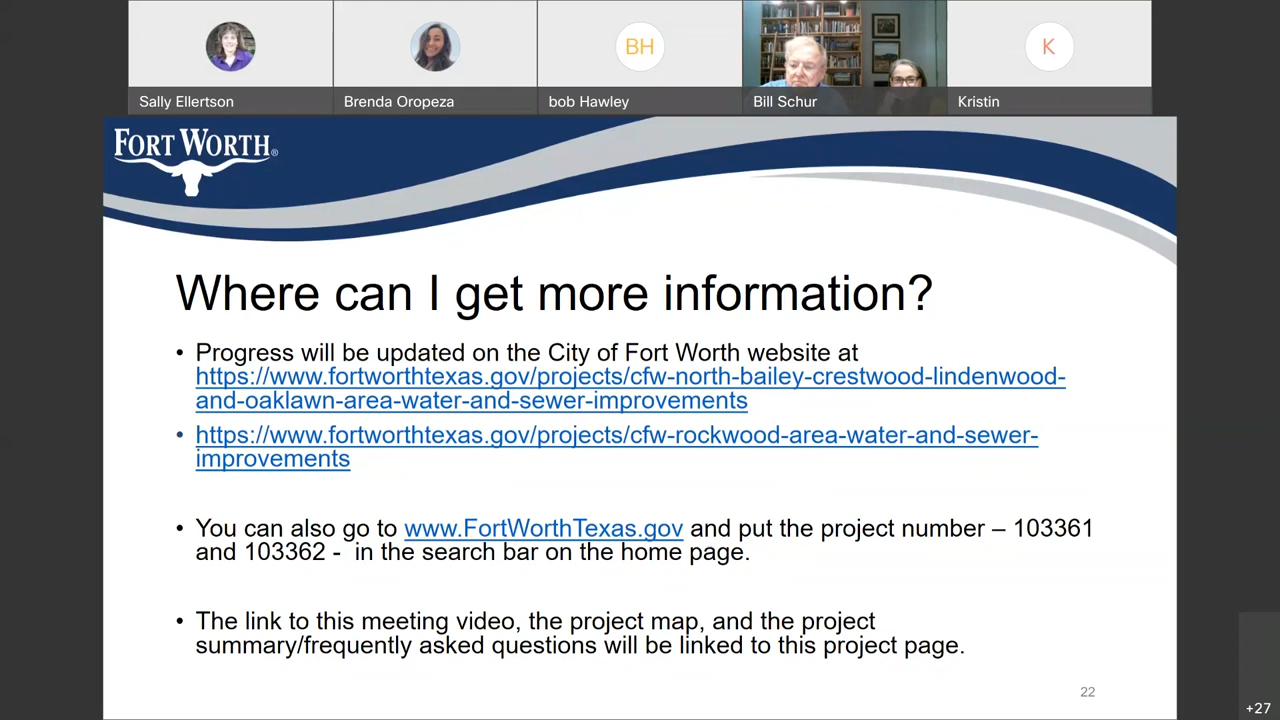 BH
K
Sally Ellertson
Brenda Oropeza
bob Hawley
Bill Schur
Kristin
FORT WORTH®
Where can I get more information?
• Progress will be updated on the City of Fort Worth website at
https://www.fortworthtexas.gov/projects/cfw-north-bailey-crestwood-lindenwood-
and-oaklawn-area-water-and-sewer-improvements
• https://www.fortworthtexas.gov/projects/cfw-rockwood-area-water-and-sewer-
improvements
• You can also go to www.FortWorthTexas.gov and put the project number – 103361
and 103362 - in the search bar on the home page.
• The link to this meeting video, the project map, and the project
summary/frequently asked questions will be linked to this project page.
22
+27